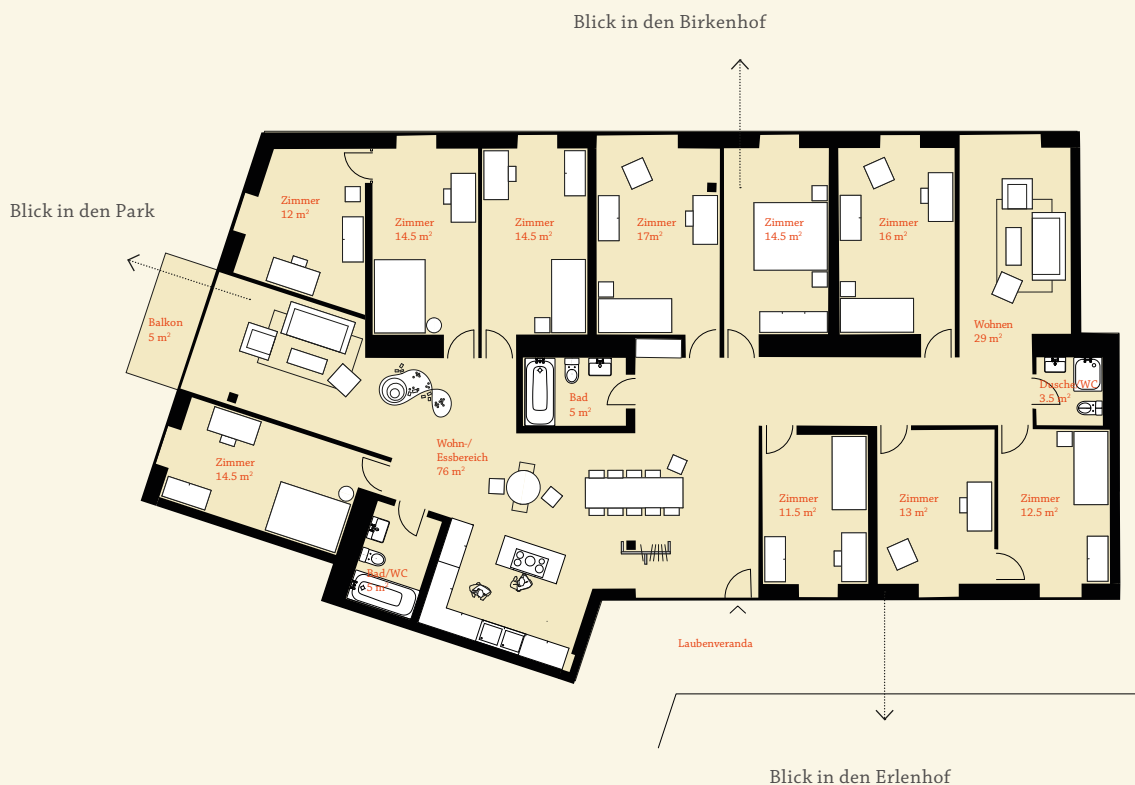 Blick in den Birkenhof
Blick in den Park
Zimmer
12 m²
Zimmer
14.5 m²
Zimmer
14.5 m²
Zimmer
17m²
Zimmer
14.5 m²
Zimmer
16 m²
Balkon
5 m²
Wohnen
29 m²
Dusche/WC
3.5 m²
Bad
5 m²
Wohn-/
Essbereich
76 m²
Zimmer
14.5 m²
Zimmer
11.5 m²
Zimmer
13 m²
Zimmer
12.5 m²
Bad/WC
5 m²
Laubenveranda
Blick in den Erlenhof